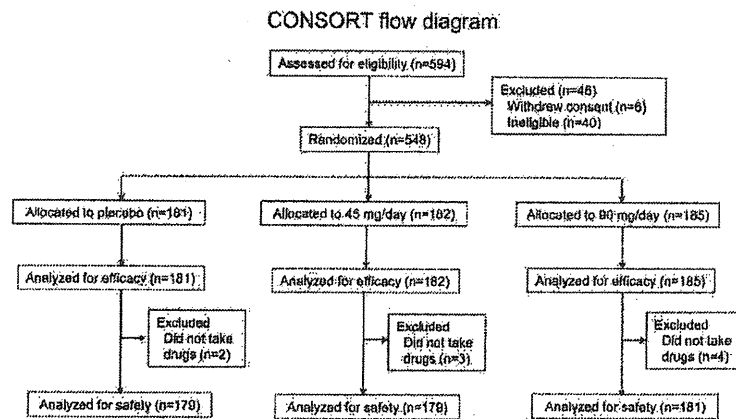 CONSORT flow diagram
Assessed for eligibility (n=594)
Excluded (n=46)
Withdrew consent (n=6)
Ineligible (n=40)
Randomized (n=548)
Allocated to placebo (n=181)
Allocated to 45 mg/day (n=182)
Allocated to 90 mg/day (n=185)
Analyzed for efficacy (n=181)
Analyzed for efficacy (n=182)
Analyzed for efficacy (n=185)
Excluded
Did not take
drugs (n=2)
Excluded
Did not take
drugs (n=3)
Excluded
Did not take
drugs (n=4)
Analyzed for safety (n=179)
Analyzed for safety (n=179)
Analyzed for safety (n=181)